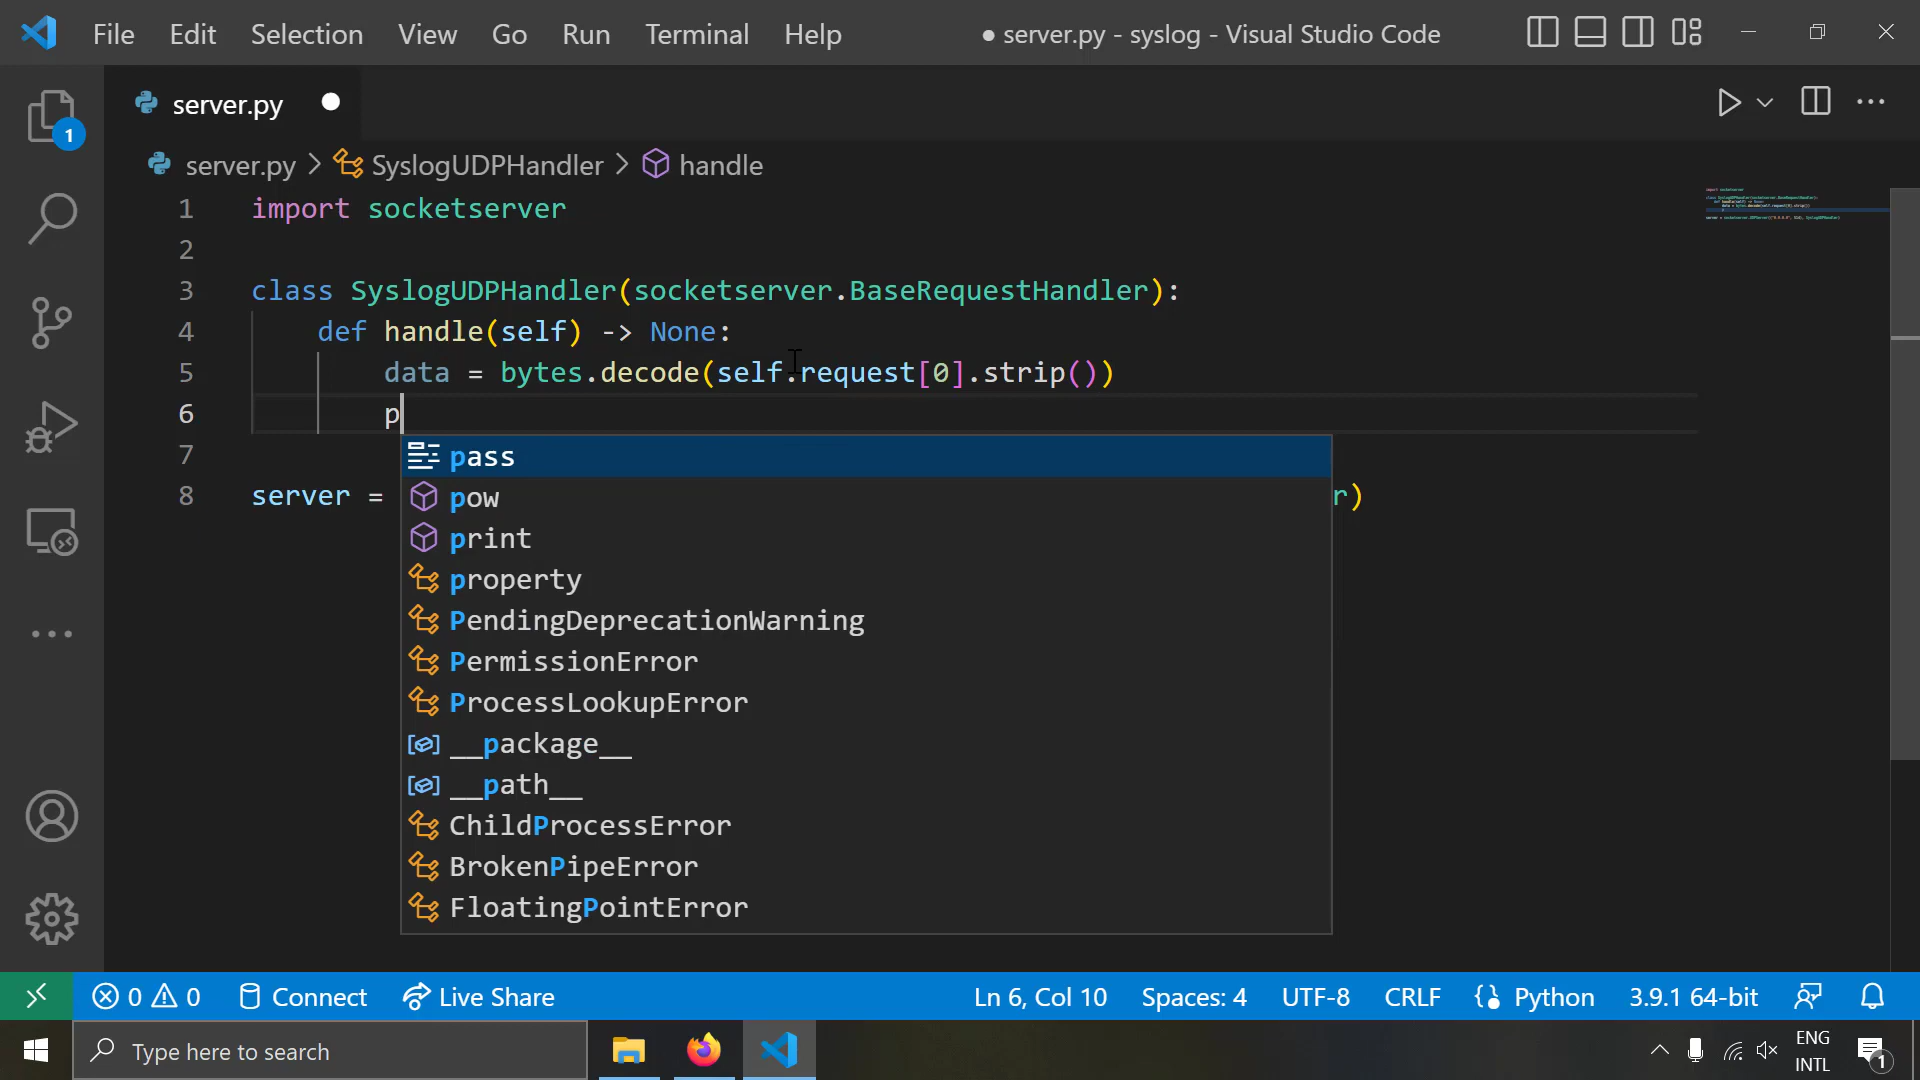 File Edit Selection View Go Run Terminal Help ● server.py - syslog - Visual Studio Code
server.py
server.py > SyslogUDPHandler > handle
1 import socketserver
2
3 class SyslogUDPHandler(socketserver.BaseRequestHandler):
4 def handle(self) -> None:
5 data = bytes.decode(self.request[0].strip())
6 p
7
8 server = r)
pass
pow
print
property
PendingDeprecationWarning
PermissionError
ProcessLookupError
__package__
__path__
ChildProcessError
BrokenPipeError
FloatingPointError
1
0 0 Connect Live Share Ln 6, Col 10 Spaces: 4 UTF-8 CRLF Python 3.9.1 64-bit
Type here to search
ENG
INTL
1